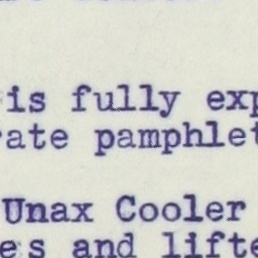 is fully exp
rate pamphlet
Unax Cooler
es and lifte